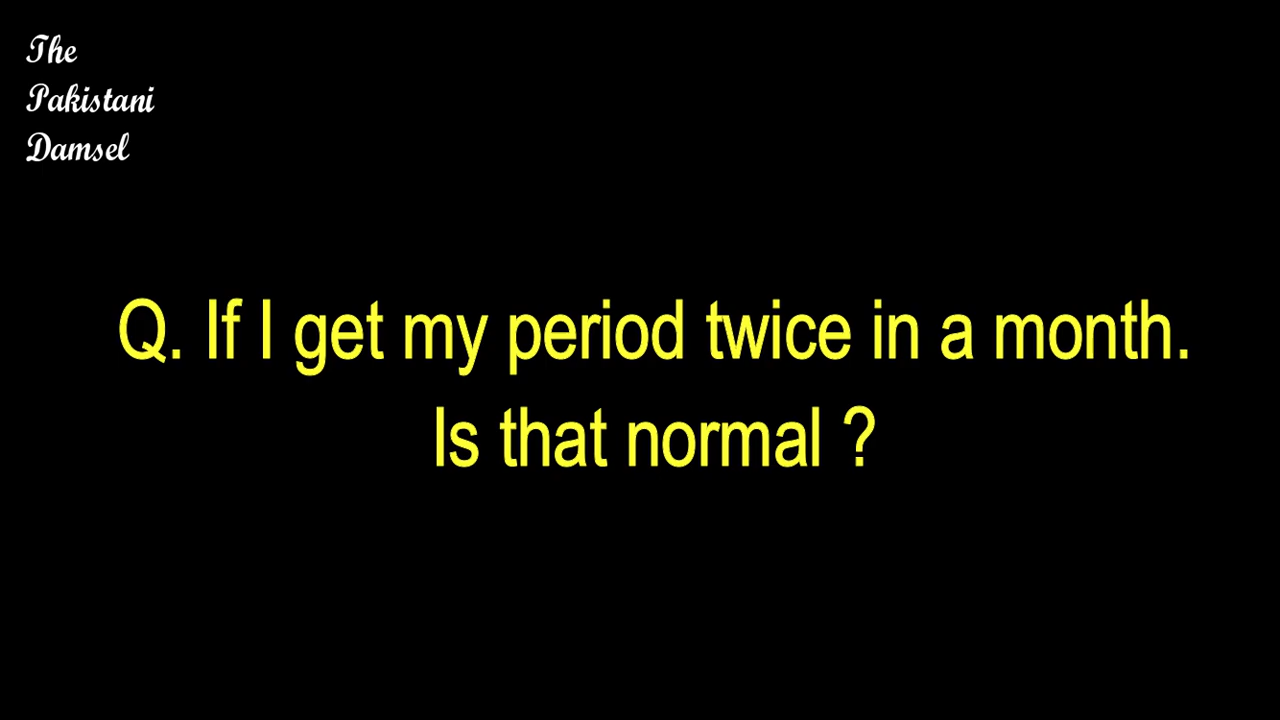 The
Pakistani
Damsel
Q. If I get my period twice in a month.
Is that normal ?